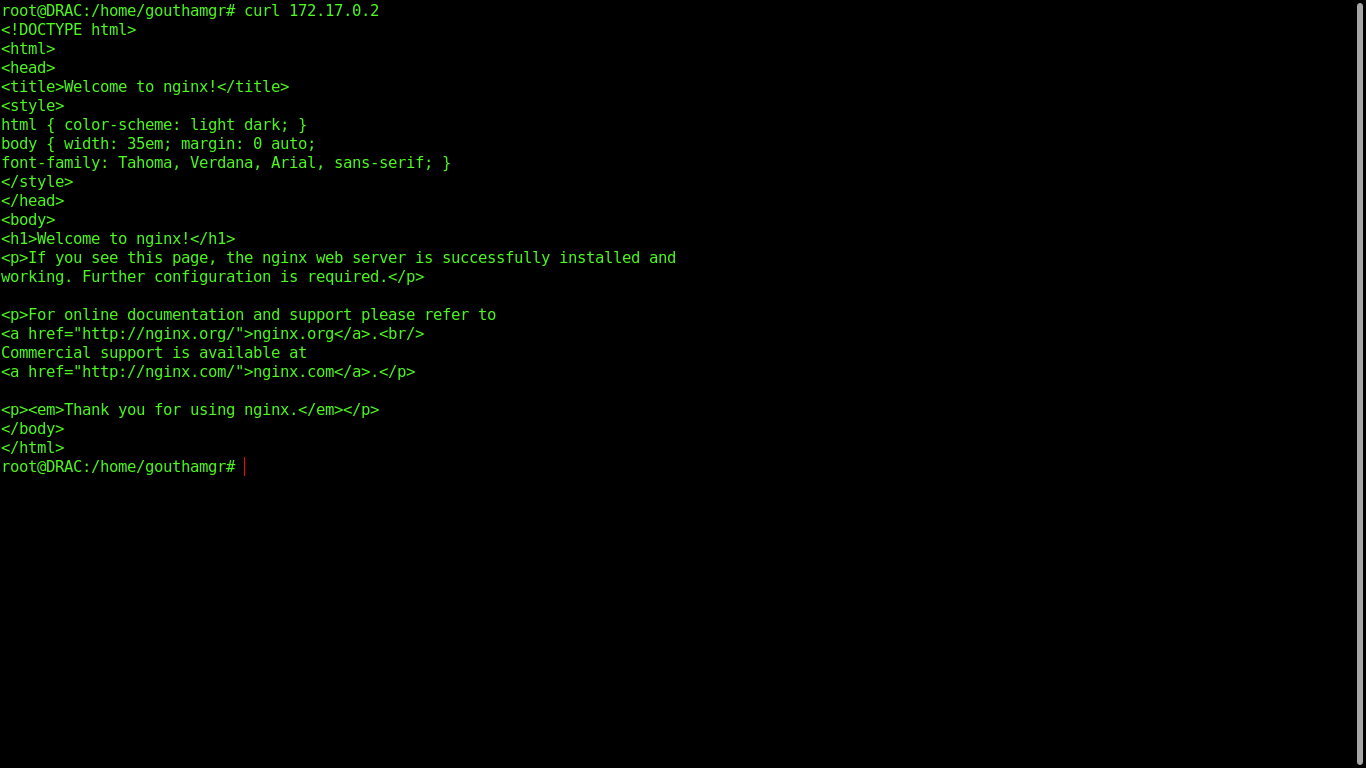 root@DRAC:/home/gouthamgr# curl 172.17.0.2
<!DOCTYPE html>
<html>
<head>
<title>Welcome to nginx!</title>
<style>
html { color-scheme: light dark; }
body { width: 35em; margin: 0 auto;
font-family: Tahoma, Verdana, Arial, sans-serif; }
</style>
</head>
<body>
<h1>Welcome to nginx!</h1>
<p>If you see this page, the nginx web server is successfully installed and
working. Further configuration is required.</p>

<p>For online documentation and support please refer to
<a href="http://nginx.org/">nginx.org</a>.<br/>
Commercial support is available at
<a href="http://nginx.com/">nginx.com</a>.</p>

<p><em>Thank you for using nginx.</em></p>
</body>
</html>
root@DRAC:/home/gouthamgr#